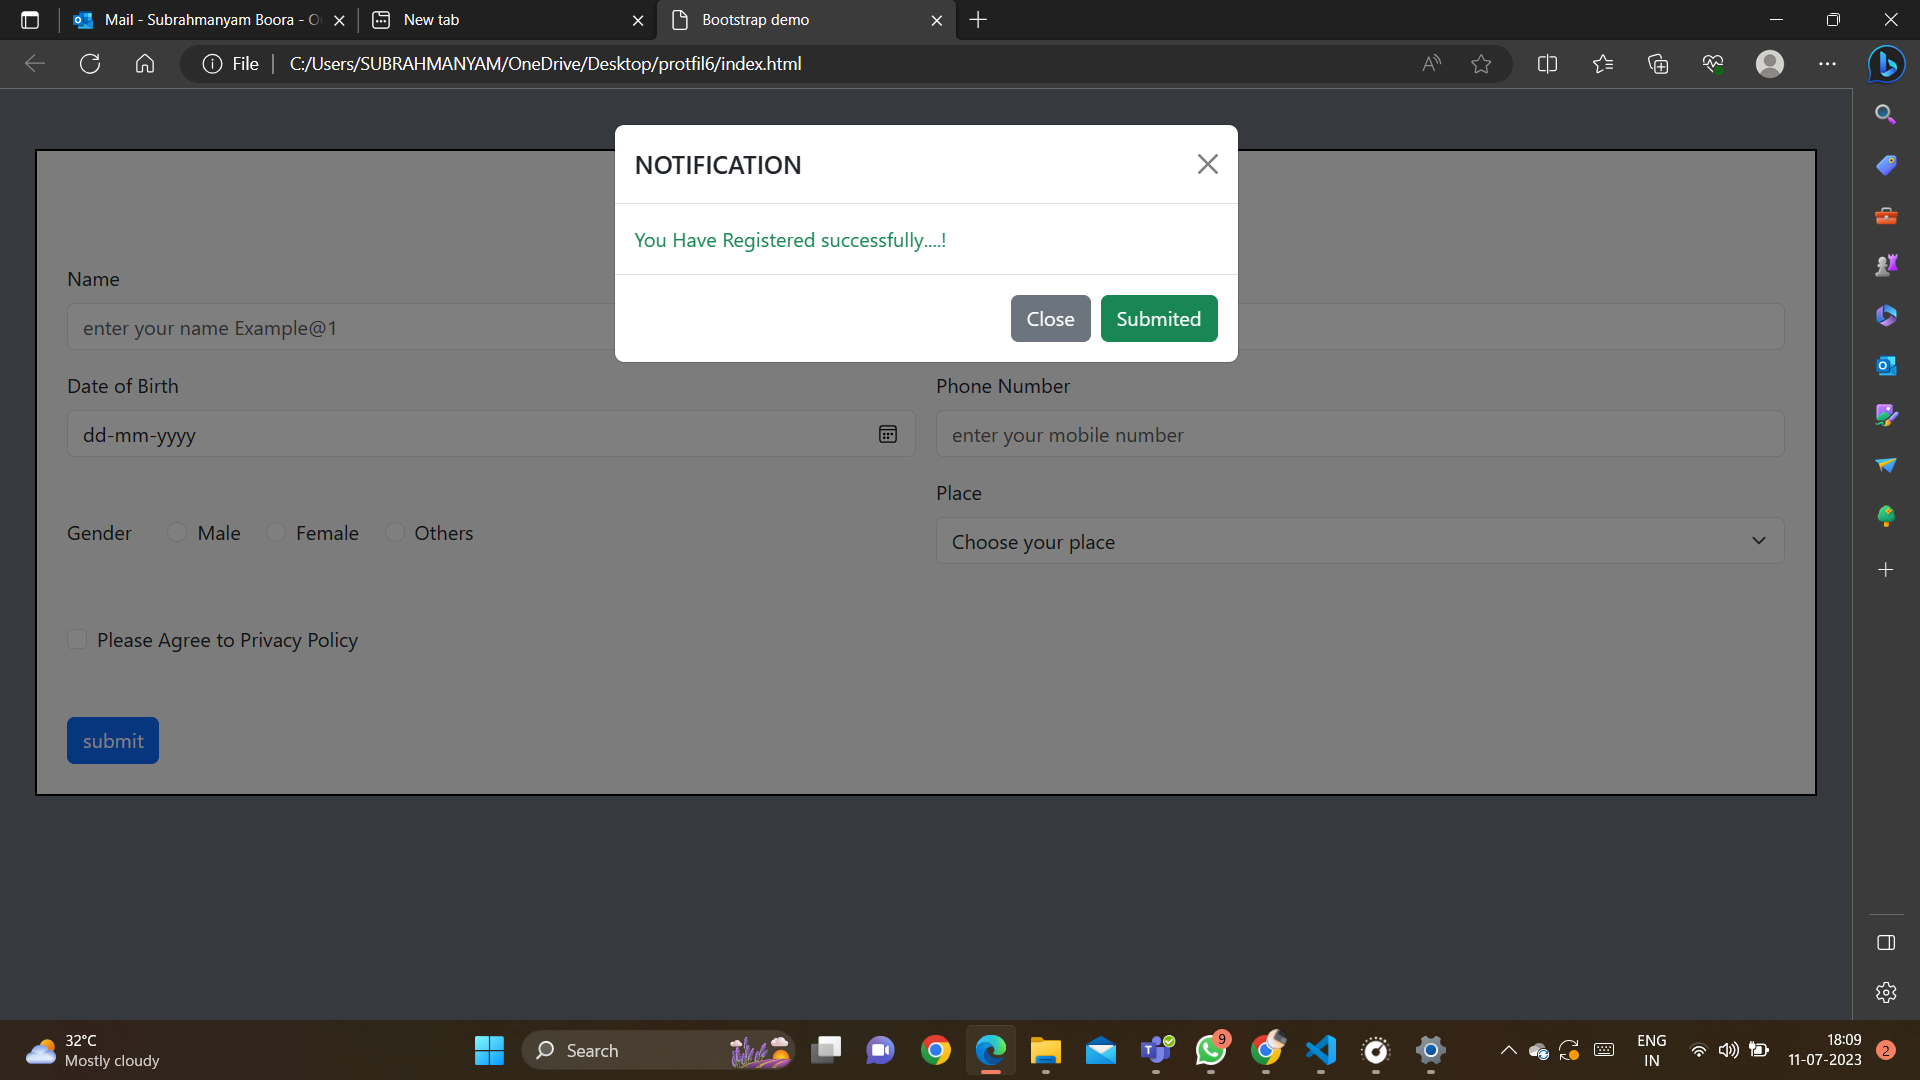 Mail - Subrahmanyam Boora - O
New tab
Bootstrap demo
File
C:/Users/SUBRAHMANYAM/OneDrive/Desktop/protfil6/index.html
NOTIFICATION
You Have Registered successfully....!
Close
Submited
Name
enter your name Example@1
Date of Birth
Phone Number
dd-mm-yyyy
enter your mobile number
Place
Gender
Male
Female
Others
Choose your place
Please Agree to Privacy Policy
submit
32°C
Mostly cloudy
Search
9
ENG
IN
18:09
11-07-2023
2